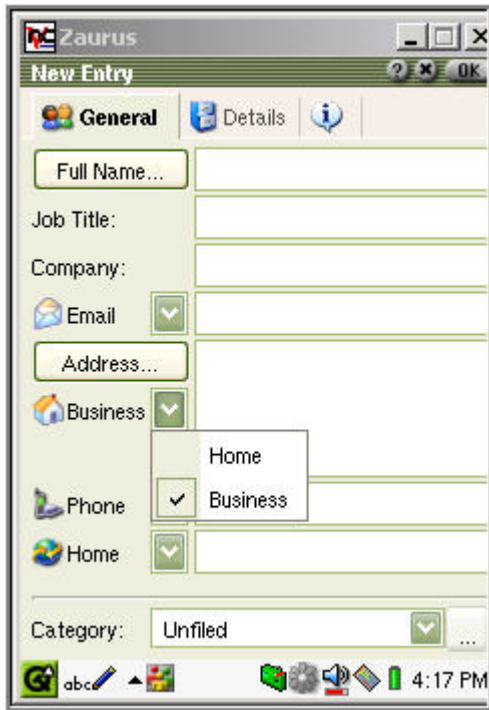 VNC Zaurus
New Entry ? OK
General Details i
Full Name...
Job Title:
Company:
Email
Address...
Business
Home
Business
Phone
Home
Category: Unfiled ...
abc 4:17 PM